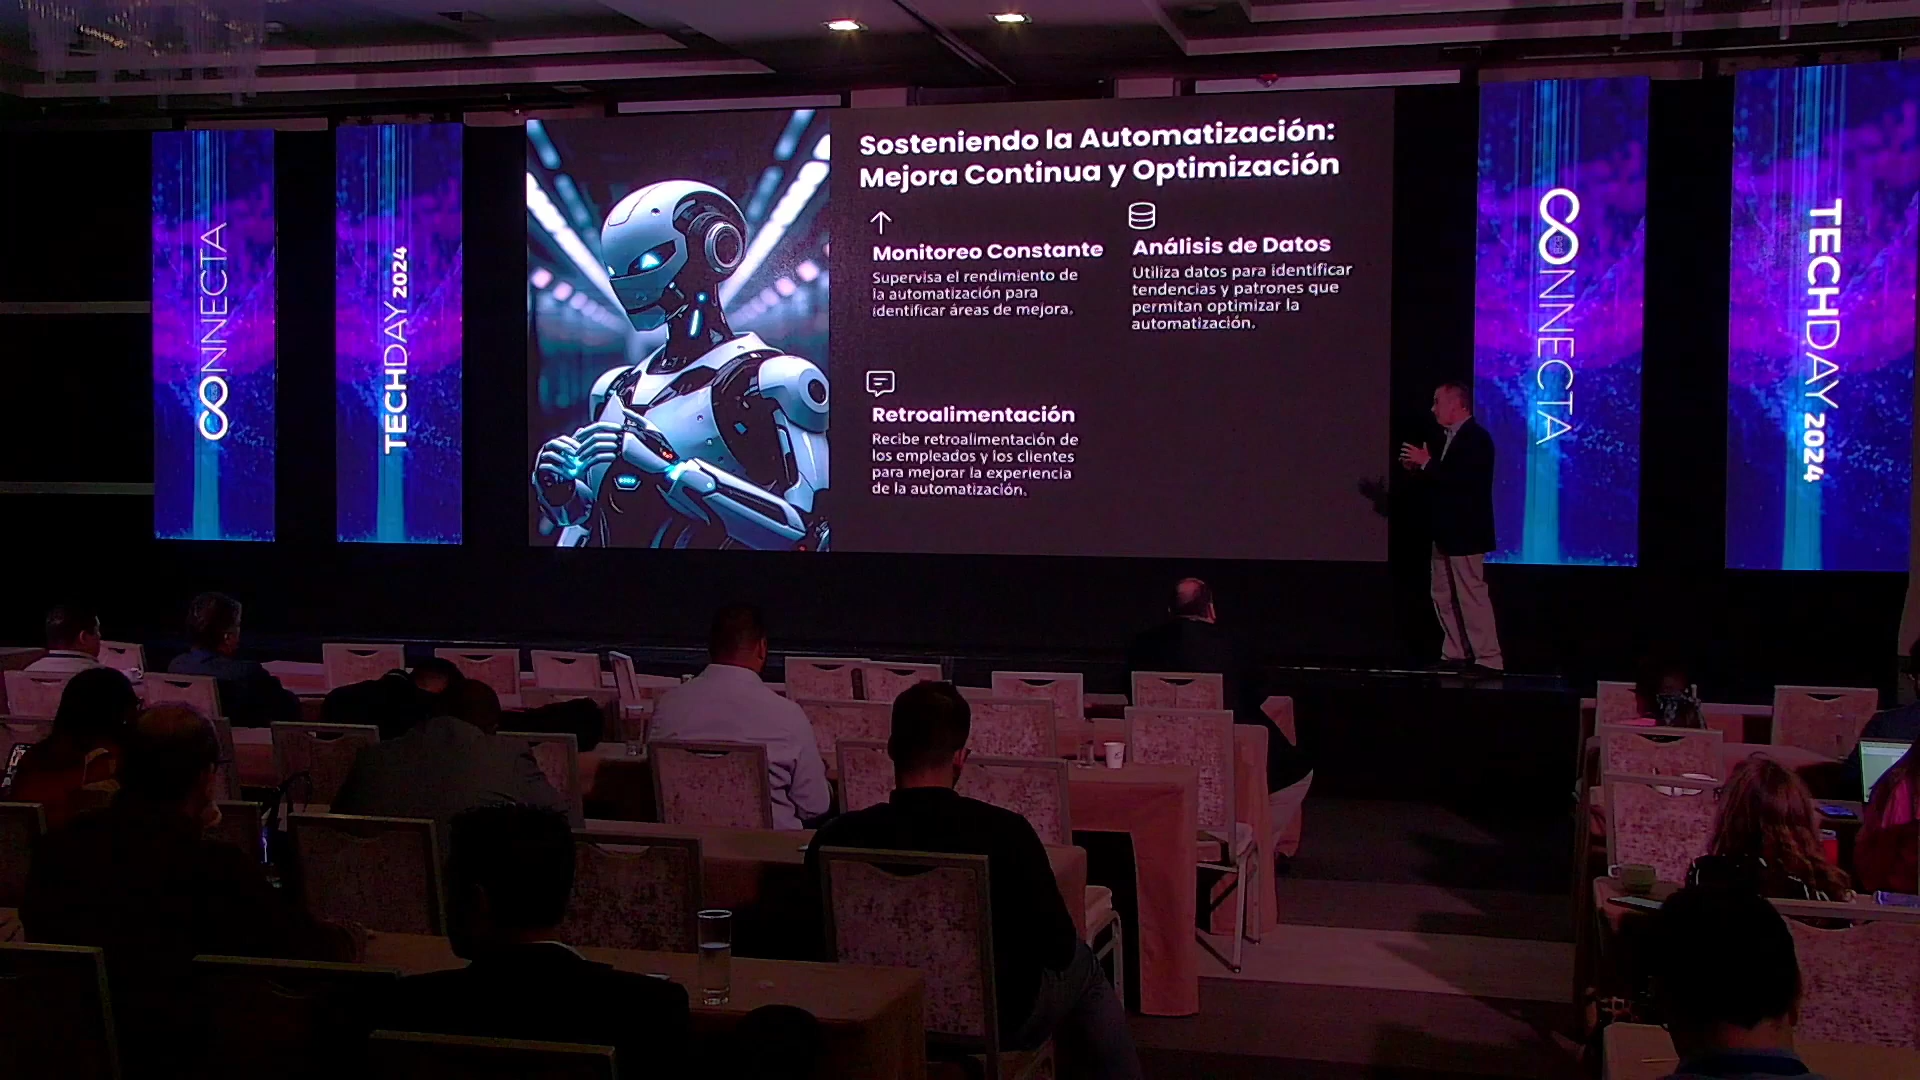 CONNECTA
TECHDAY 2024
Sosteniendo la Automatización:
Mejora Continua y Optimización
Monitoreo Constante
Supervisa el rendimiento de
la automatización para
identificar áreas de mejora.
Análisis de Datos
Utiliza datos para identificar
tendencias y patrones que
permitan optimizar la
automatización.
Retroalimentación
Recibe retroalimentación de
los empleados y los clientes
para mejorar la experiencia
de la automatización.
CONNECTA
TECHDAY 2024